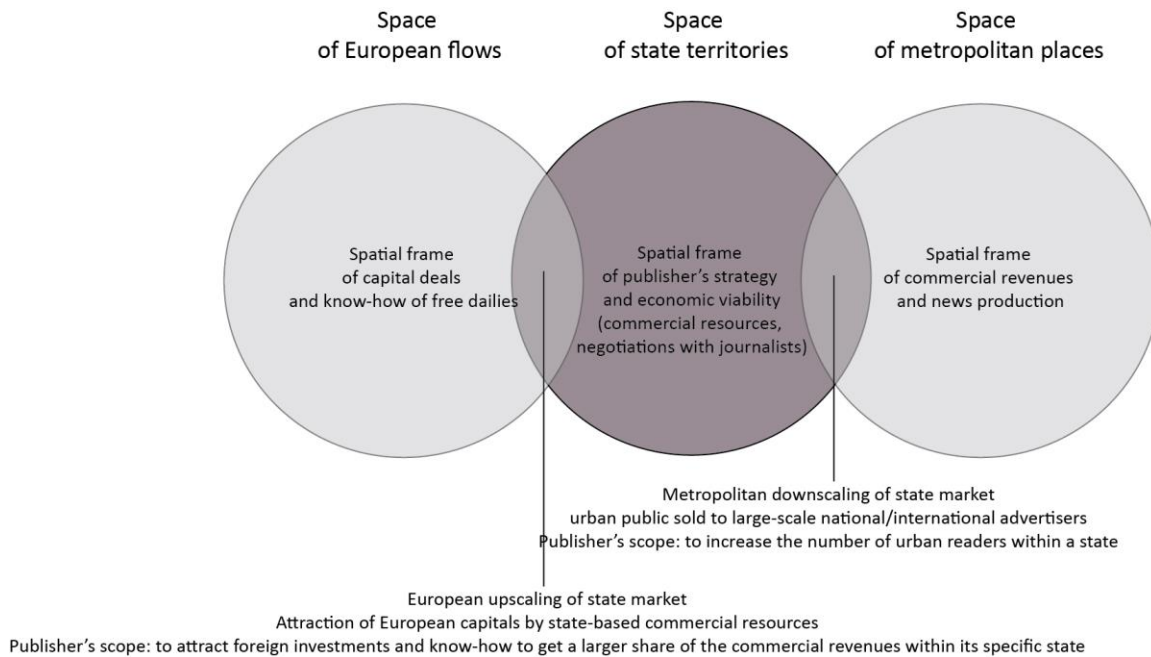 Space
of European flows
Space
of state territories
Space
of metropolitan places
Spatial frame
of capital deals
and know-how of free dailies
Spatial frame
of publisher’s strategy
and economic viability
(commercial resources,
negotiations with journalists)
Spatial frame
of commercial revenues
and news production
Metropolitan downscaling of state market
urban public sold to large-scale national/international advertisers
Publisher’s scope: to increase the number of urban readers within a state
European upscaling of state market
Attraction of European capitals by state-based commercial resources
Publisher’s scope: to attract foreign investments and know-how to get a larger share of the commercial revenues within its specific state